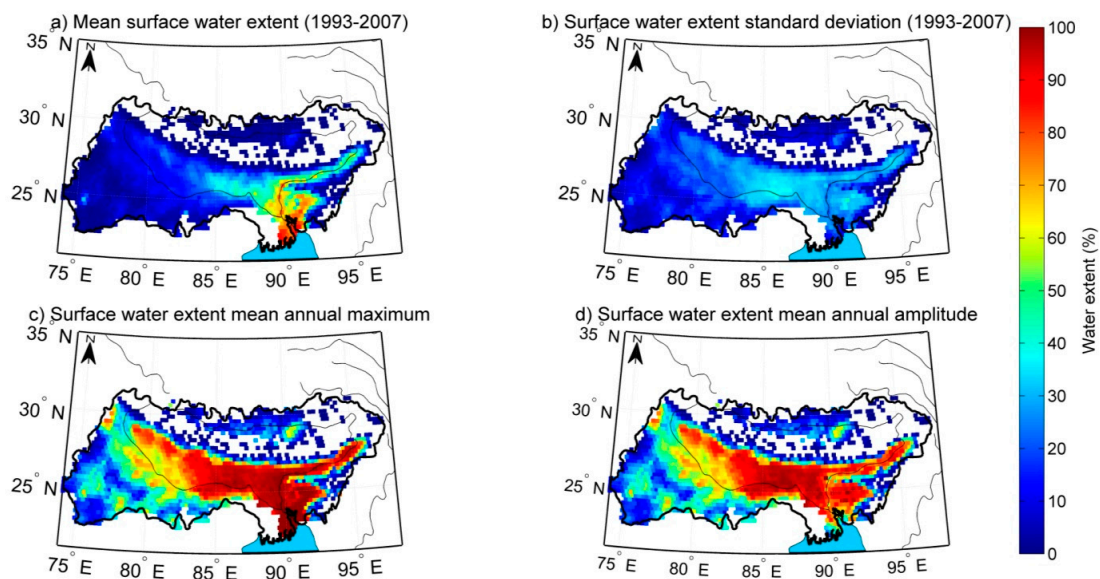 a) Mean surface water extent (1993-2007)
b) Surface water extent standard deviation (1993-2007)
35° N
N
30° N
25° N
75° E 80° E 85° E 90° E 95° E
35° N
N
30° N
25° N
75° E 80° E 85° E 90° E 95° E
c) Surface water extent mean annual maximum
d) Surface water extent mean annual amplitude
35° N
N
30° N
25° N
75° E 80° E 85° E 90° E 95° E
35° N
N
30° N
25° N
75° E 80° E 85° E 90° E 95° E
100
90
80
70
60
50
40
30
20
10
0
Water extent (%)